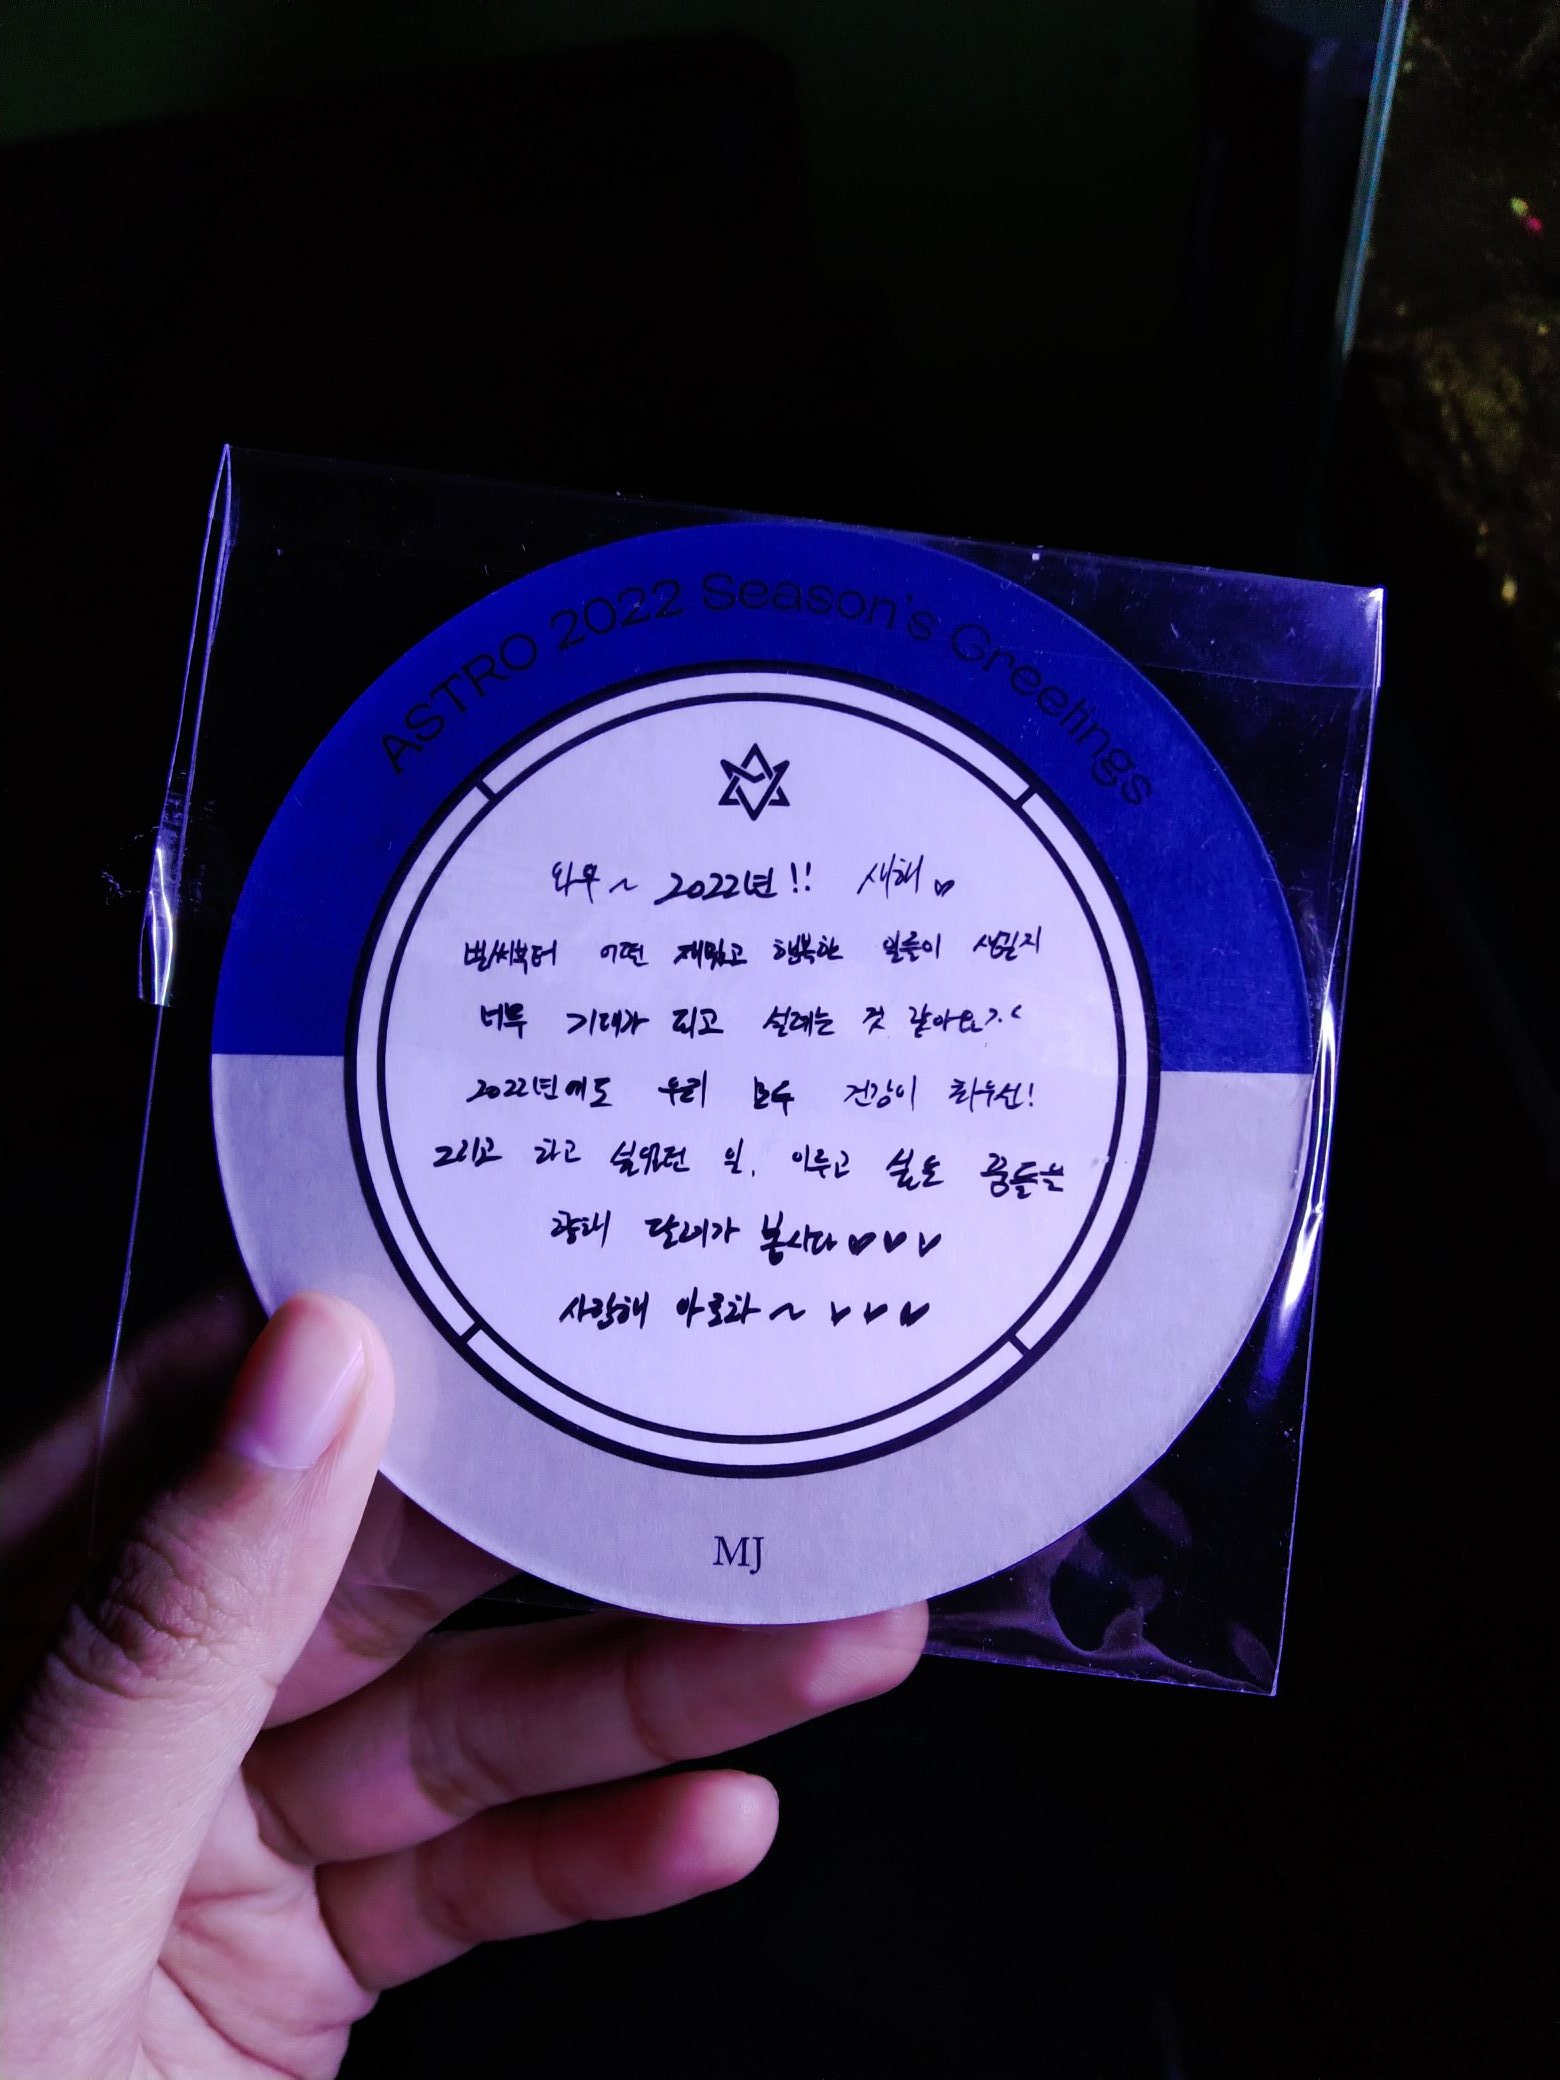 ASTRO 2022 Season's Greetings
와우~ 2022년!! 새해♥
벌써부터 어떤 재밌고 행복한 일들이 생길지
너무 기대가 되고 설레는 것 같아요>.<
2022년에도 우리 모두 건강이 최우선!
그리고 하고 싶었던 일, 이루고 싶은 꿈들을
향해 달려가 봅시다♥♥♥
사랑해 아로하~ ♥♥♥
MJ